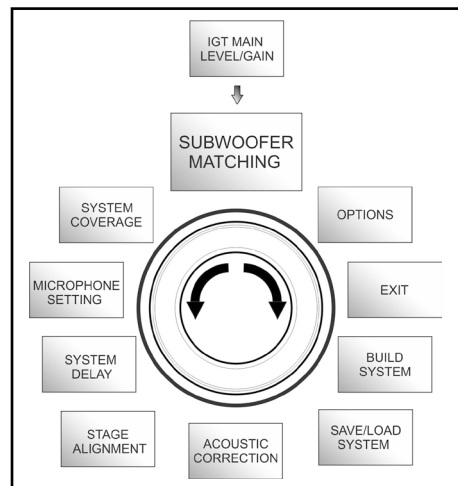 IGT MAIN
LEVEL/GAIN
SUBWOOFER
MATCHING
SYSTEM
COVERAGE
OPTIONS
MICROPHONE
SETTING
EXIT
SYSTEM
DELAY
BUILD
SYSTEM
STAGE
ALIGNMENT
ACOUSTIC
CORRECTION
SAVE/LOAD
SYSTEM